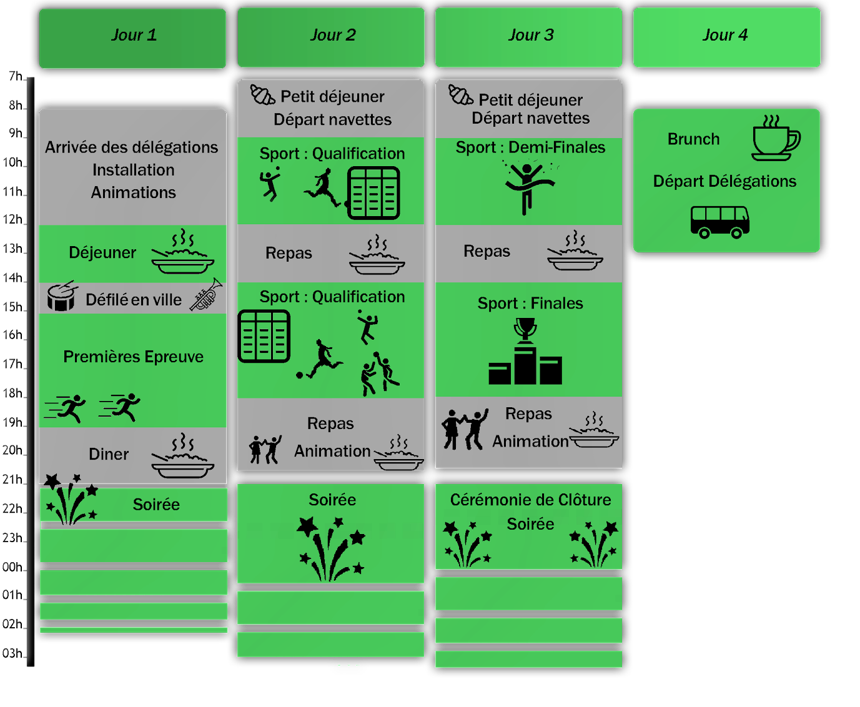 Jour 1
Jour 2
Jour 3
Jour 4
7h
8h
9h
10h
11h
12h
13h
14h
15h
16h
17h
18h
19h
20h
21h
22h
23h
00h
01h
02h
03h
Arrivée des délégations
Installation
Animations
Déjeuner
Défilé en ville
Premières Epreuve
Diner
Soirée
Petit déjeuner
Départ navettes
Sport : Qualification
Repas
Sport : Qualification
Repas
Animation
Soirée
Petit déjeuner
Départ navettes
Sport : Demi-Finales
Repas
Sport : Finales
Repas
Animation
Cérémonie de Clôture
Soirée
Brunch
Départ Délégations